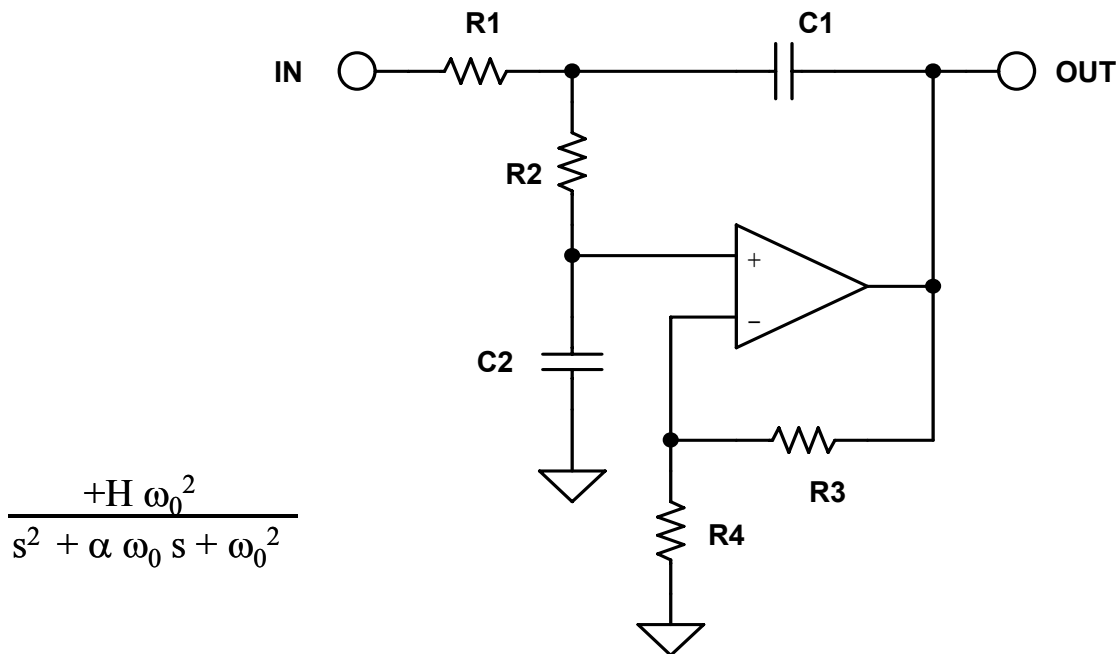 R1
C1
IN
OUT
R2
+
−
C2
R3
R4
+H ω₀²
s² + α ω₀ s + ω₀²